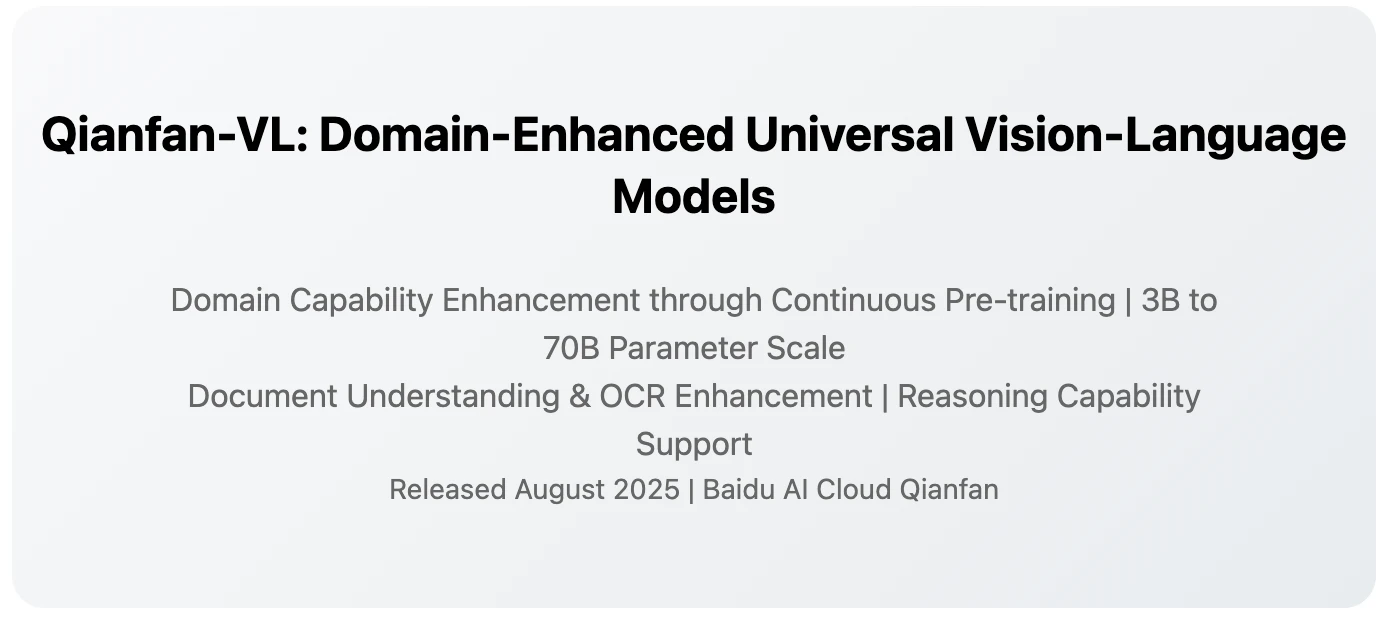 Qianfan-VL: Domain-Enhanced Universal Vision-Language
Models
Domain Capability Enhancement through Continuous Pre-training | 3B to
70B Parameter Scale
Document Understanding & OCR Enhancement | Reasoning Capability
Support
Released August 2025 | Baidu AI Cloud Qianfan